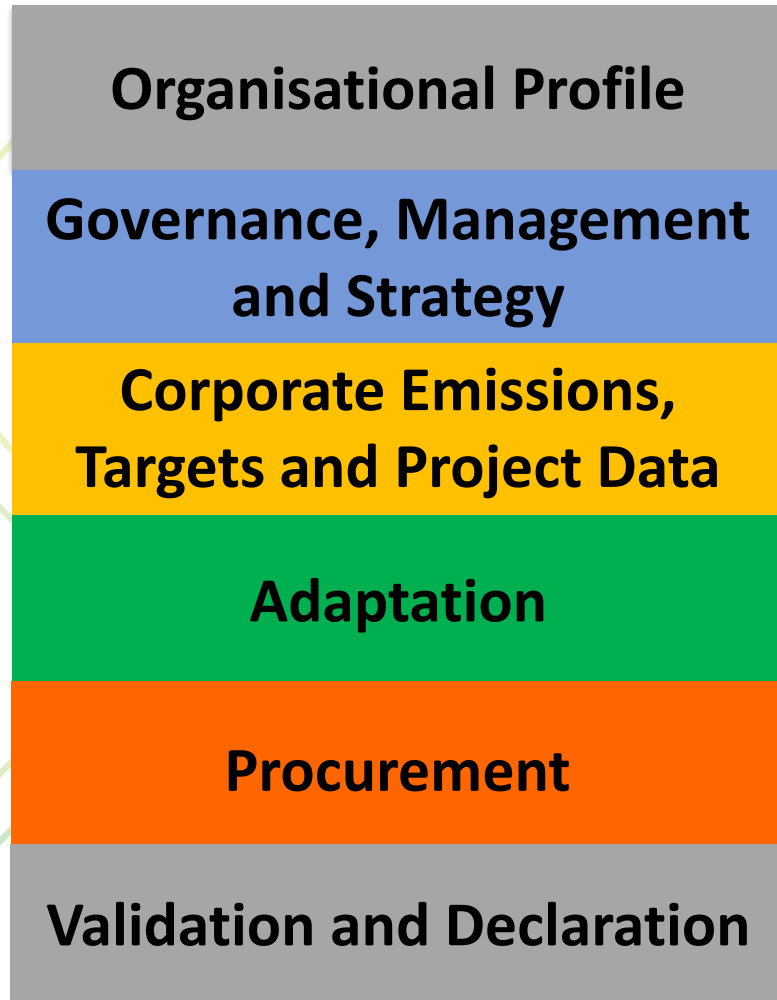 Organisational Profile
Governance, Management
and Strategy
Corporate Emissions,
Targets and Project Data
Adaptation
Procurement
Validation and Declaration